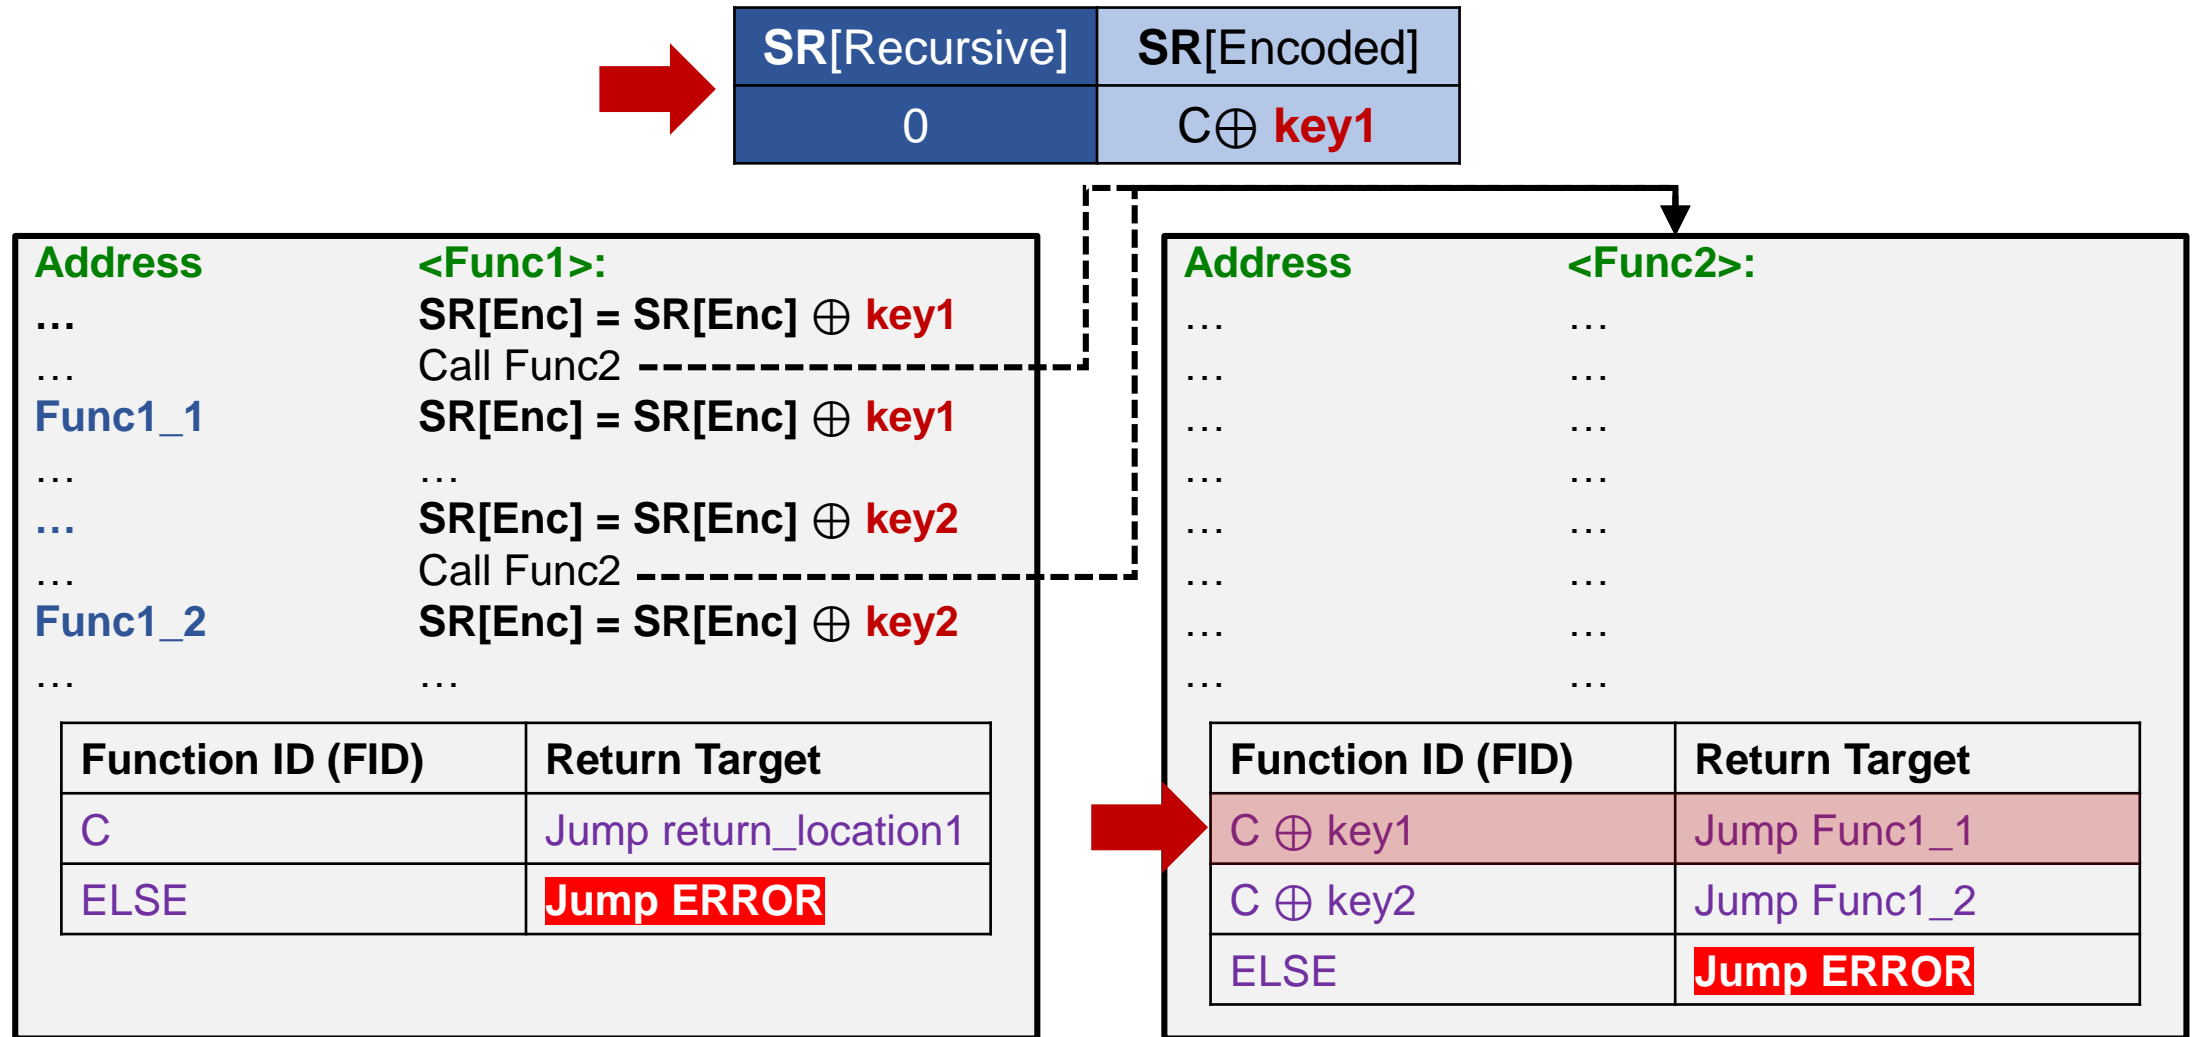 SR[Recursive] SR[Encoded]
0 C⊕ key1
Address <Func1>:
… SR[Enc] = SR[Enc] ⊕ key1
… Call Func2
Func1_1 SR[Enc] = SR[Enc] ⊕ key1
… …
… SR[Enc] = SR[Enc] ⊕ key2
… Call Func2
Func1_2 SR[Enc] = SR[Enc] ⊕ key2
… …
Function ID (FID) Return Target
C Jump return_location1
ELSE Jump ERROR
Address <Func2>:
… …
… …
… …
… …
… …
… …
… …
… …
Function ID (FID) Return Target
C ⊕ key1 Jump Func1_1
C ⊕ key2 Jump Func1_2
ELSE Jump ERROR